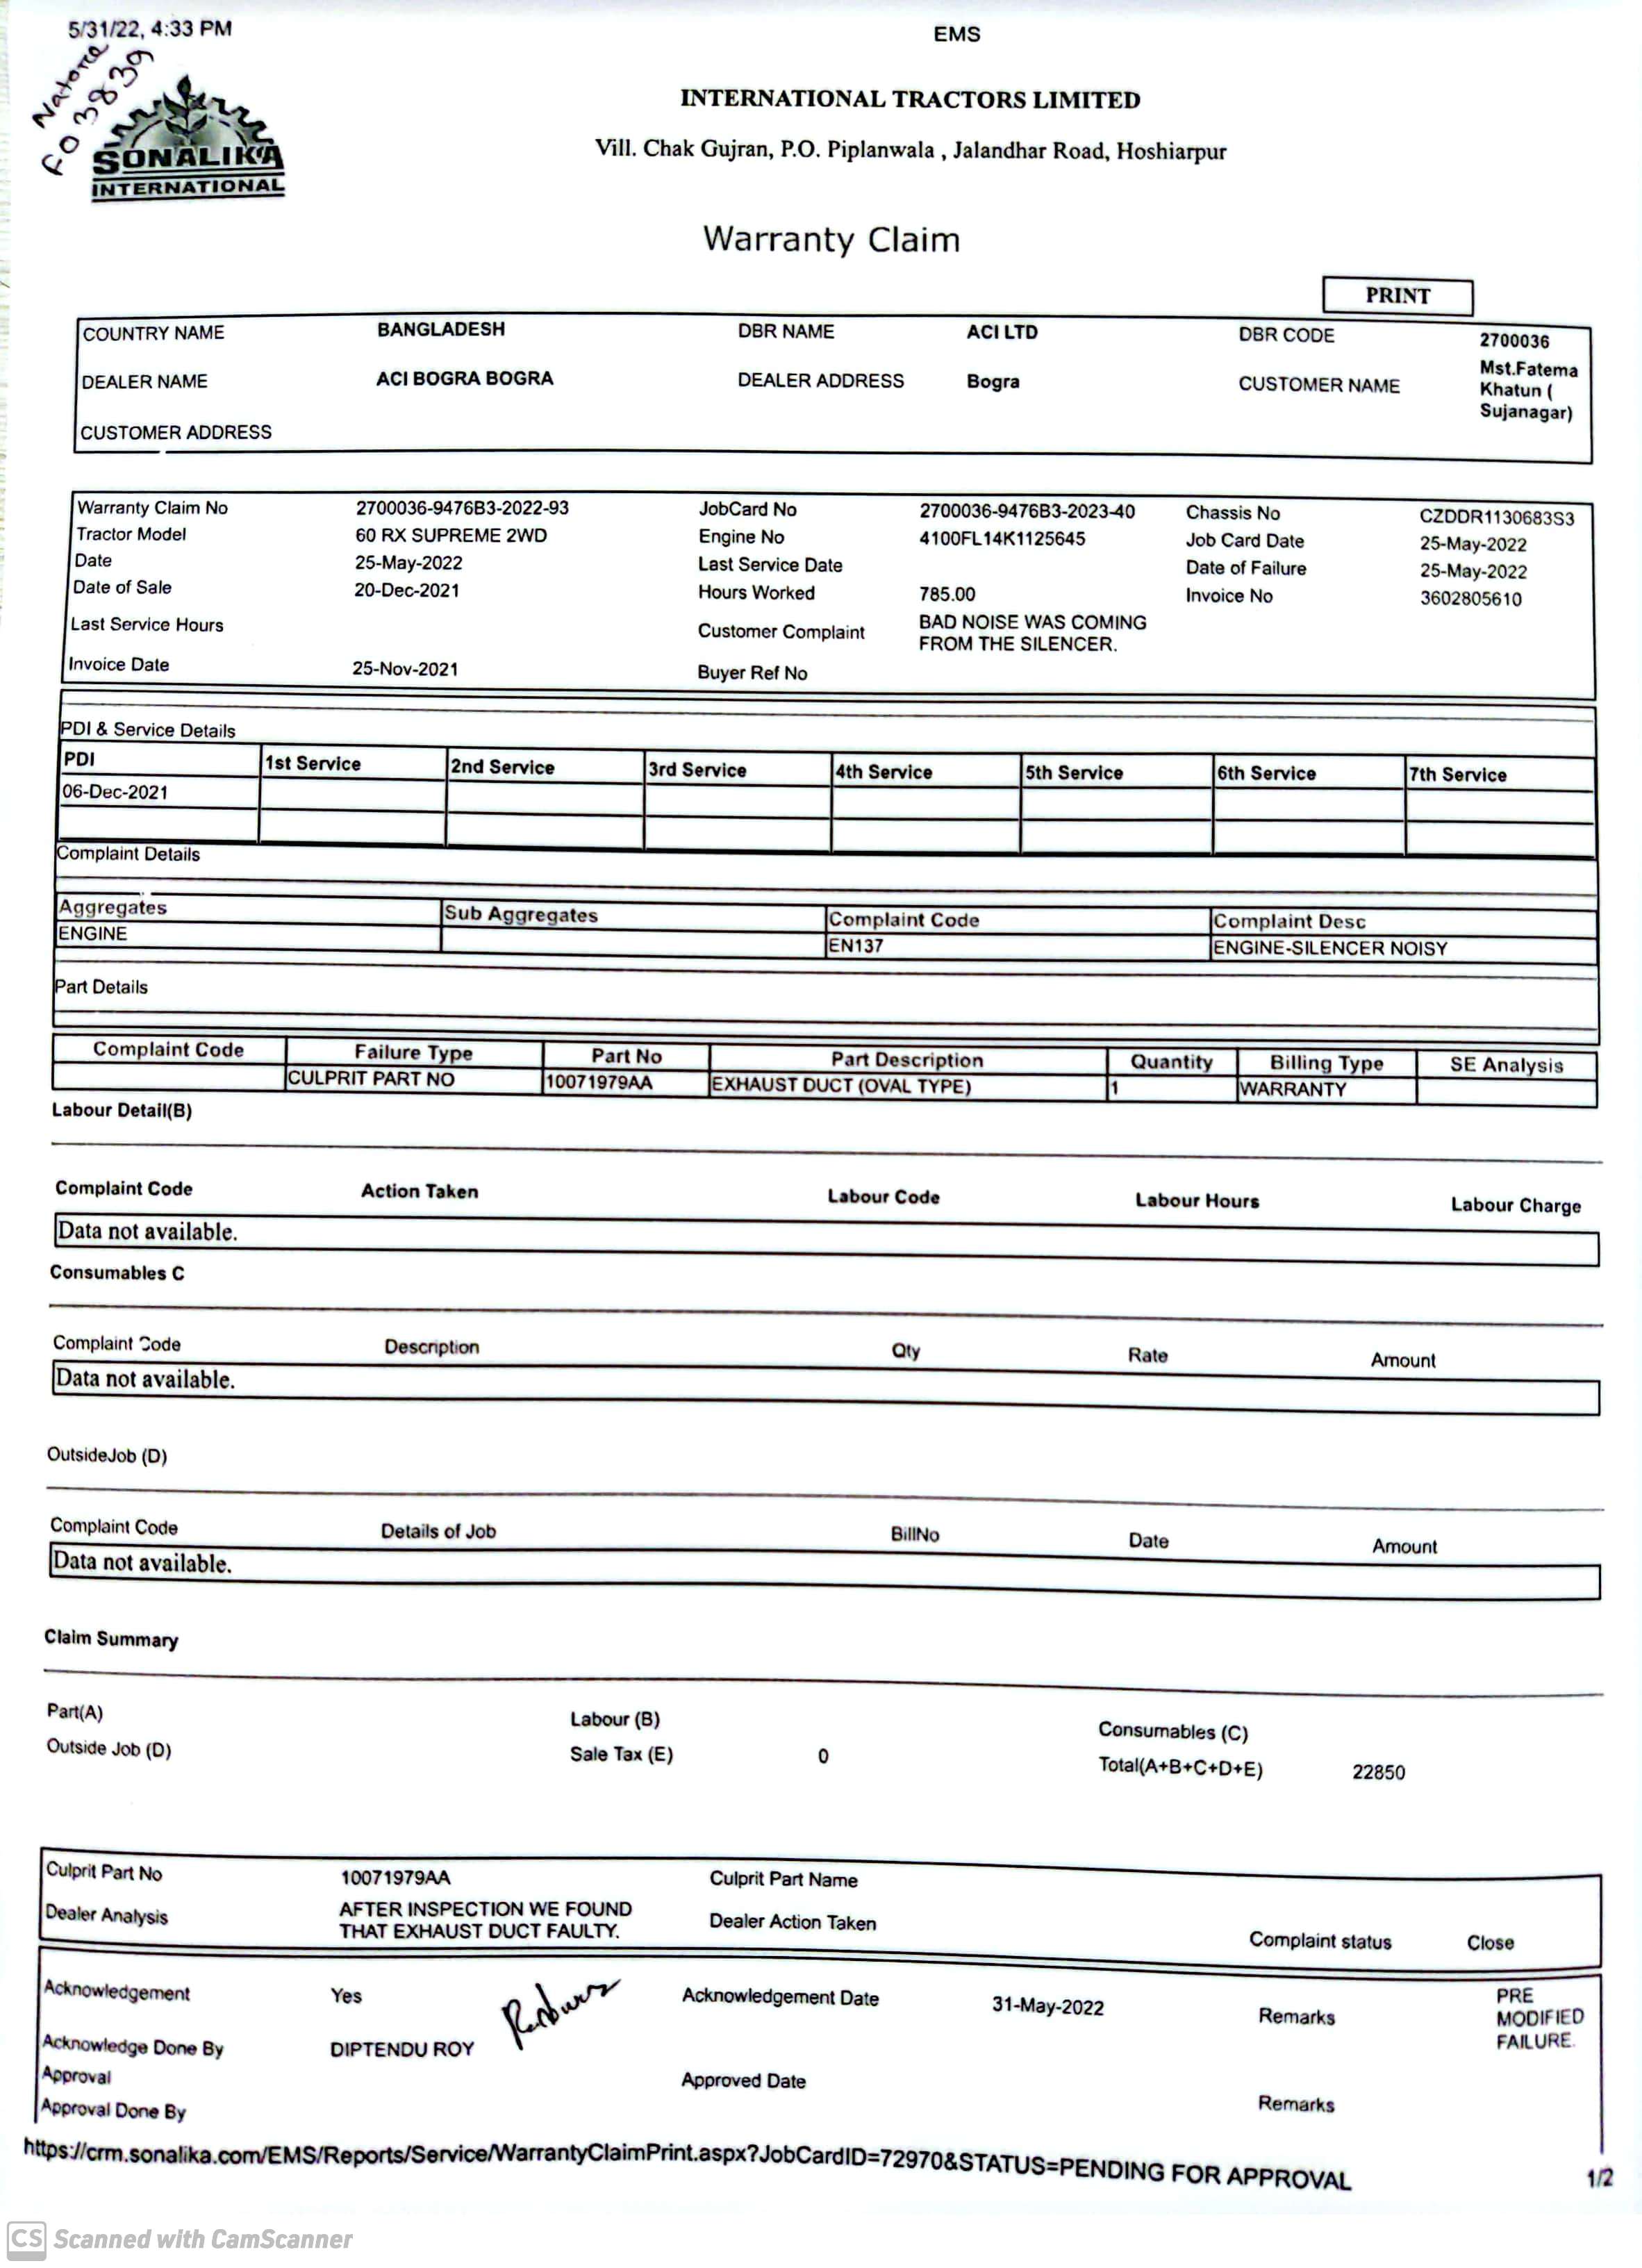 5/31/22, 4:33 PM
EMS
Natore
F03839
SONALIKA
INTERNATIONAL
INTERNATIONAL TRACTORS LIMITED
Vill. Chak Gujran, P.O. Piplanwala , Jalandhar Road, Hoshiarpur
Warranty Claim
PRINT
COUNTRY NAME BANGLADESH DBR NAME ACI LTD DBR CODE 2700036
DEALER NAME ACI BOGRA BOGRA DEALER ADDRESS Bogra CUSTOMER NAME Mst.Fatema
Khatun (
Sujanagar)
CUSTOMER ADDRESS
Warranty Claim No 2700036-9476B3-2022-93 JobCard No 2700036-9476B3-2023-40 Chassis No CZDDR1130683S3
Tractor Model 60 RX SUPREME 2WD Engine No 4100FL14K1125645 Job Card Date 25-May-2022
Date 25-May-2022 Last Service Date Date of Failure 25-May-2022
Date of Sale 20-Dec-2021 Hours Worked 785.00 Invoice No 3602805610
Last Service Hours Customer Complaint BAD NOISE WAS COMING
FROM THE SILENCER.
Invoice Date 25-Nov-2021 Buyer Ref No
PDI & Service Details
PDI 1st Service 2nd Service 3rd Service 4th Service 5th Service 6th Service 7th Service
06-Dec-2021
Complaint Details
Aggregates Sub Aggregates Complaint Code Complaint Desc
ENGINE EN137 ENGINE-SILENCER NOISY
Part Details
Complaint Code Failure Type Part No Part Description Quantity Billing Type SE Analysis
CULPRIT PART NO 10071979AA EXHAUST DUCT (OVAL TYPE) 1 WARRANTY
Labour Detail(B)
Complaint Code Action Taken Labour Code Labour Hours Labour Charge
Data not available.
Consumables C
Complaint Code Description Qty Rate Amount
Data not available.
OutsideJob (D)
Complaint Code Details of Job BillNo Date Amount
Data not available.
Claim Summary
Part(A) Labour (B) Consumables (C)
Outside Job (D) Sale Tax (E) 0 Total(A+B+C+D+E) 22850
Culprit Part No 10071979AA Culprit Part Name
Dealer Analysis AFTER INSPECTION WE FOUND
THAT EXHAUST DUCT FAULTY. Dealer Action Taken Complaint status Close
Acknowledgement Yes Acknowledgement Date 31-May-2022 Remarks PRE
MODIFIED
FAILURE.
Acknowledge Done By DIPTENDU ROY
Approval Approved Date Remarks
Approval Done By
https://crm.sonalika.com/EMS/Reports/Service/WarrantyClaimPrint.aspx?JobCardID=72970&STATUS=PENDING FOR APPROVAL 1/2
CS Scanned with CamScanner